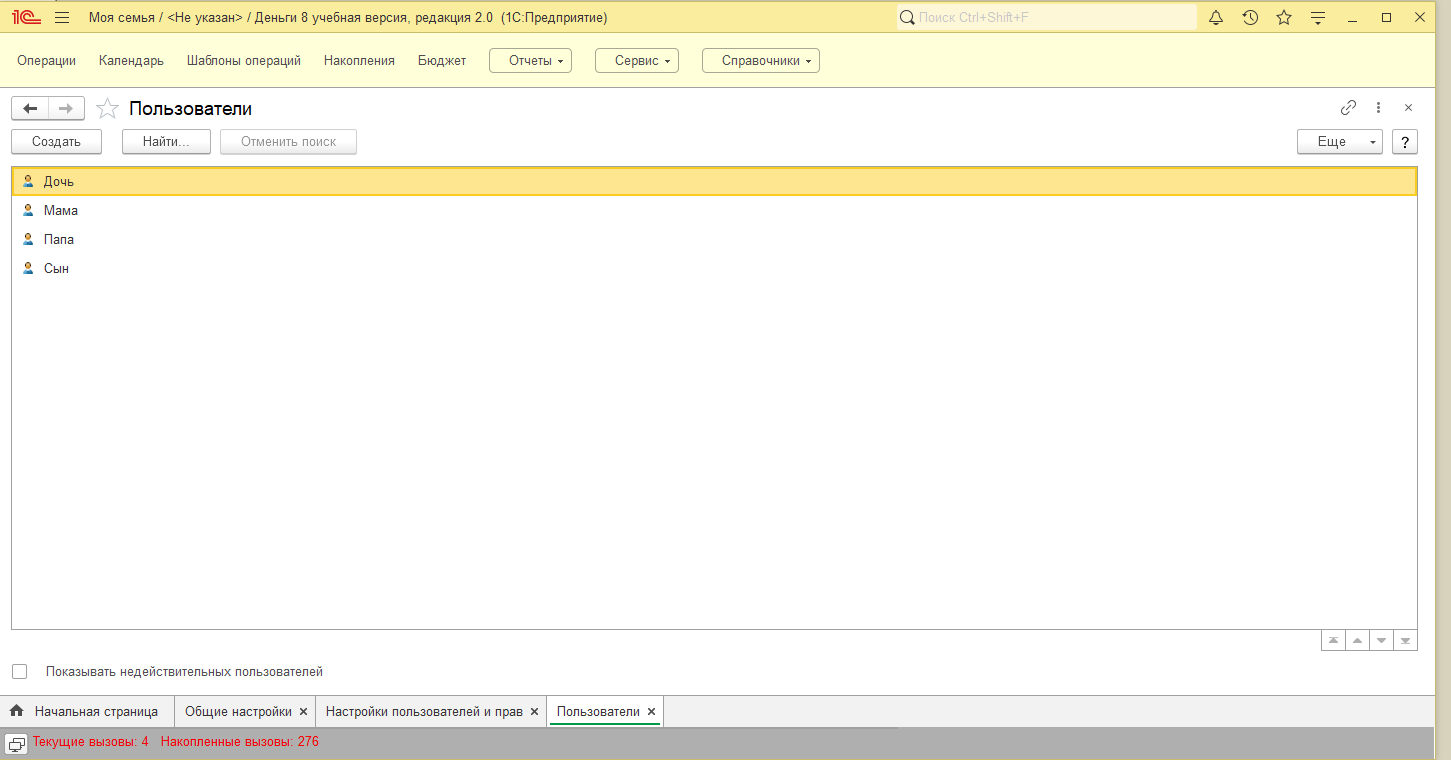 1С Моя семья / <Не указан> / Деньги 8 учебная версия, редакция 2.0 (1С:Предприятие) Поиск Ctrl+Shift+F
Операции Календарь Шаблоны операций Накопления Бюджет Отчеты Сервис Справочники
Пользователи
Создать Найти... Отменить поиск Еще ?
Дочь
Мама
Папа
Сын
Показывать недействительных пользователей
Начальная страница Общие настройки Настройки пользователей и прав Пользователи
Текущие вызовы: 4 Накопленные вызовы: 276